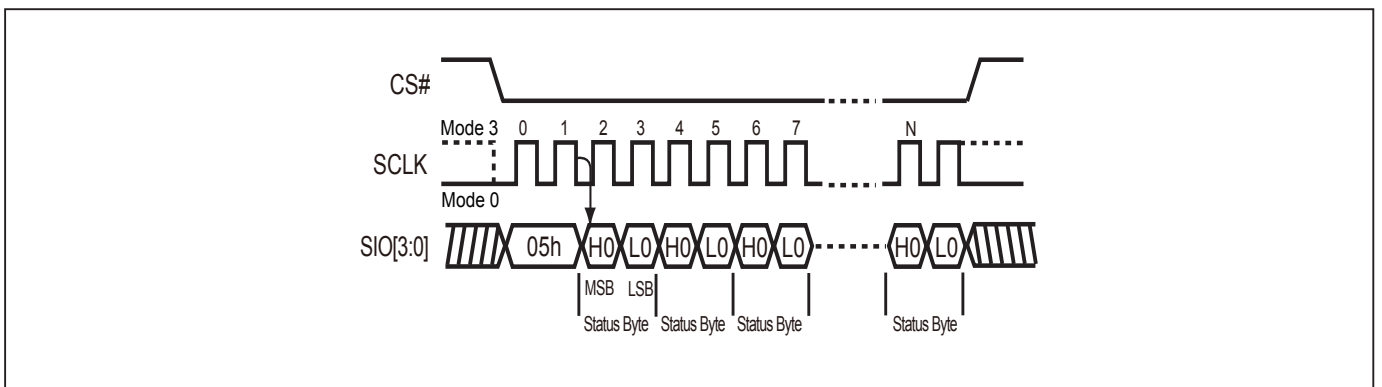 CS#
Mode 3 0 1 2 3 4 5 6 7 N
SCLK
Mode 0
SIO[3:0] 05h H0 L0 H0 L0 H0 L0 H0 L0
MSB LSB
Status Byte Status Byte Status Byte Status Byte